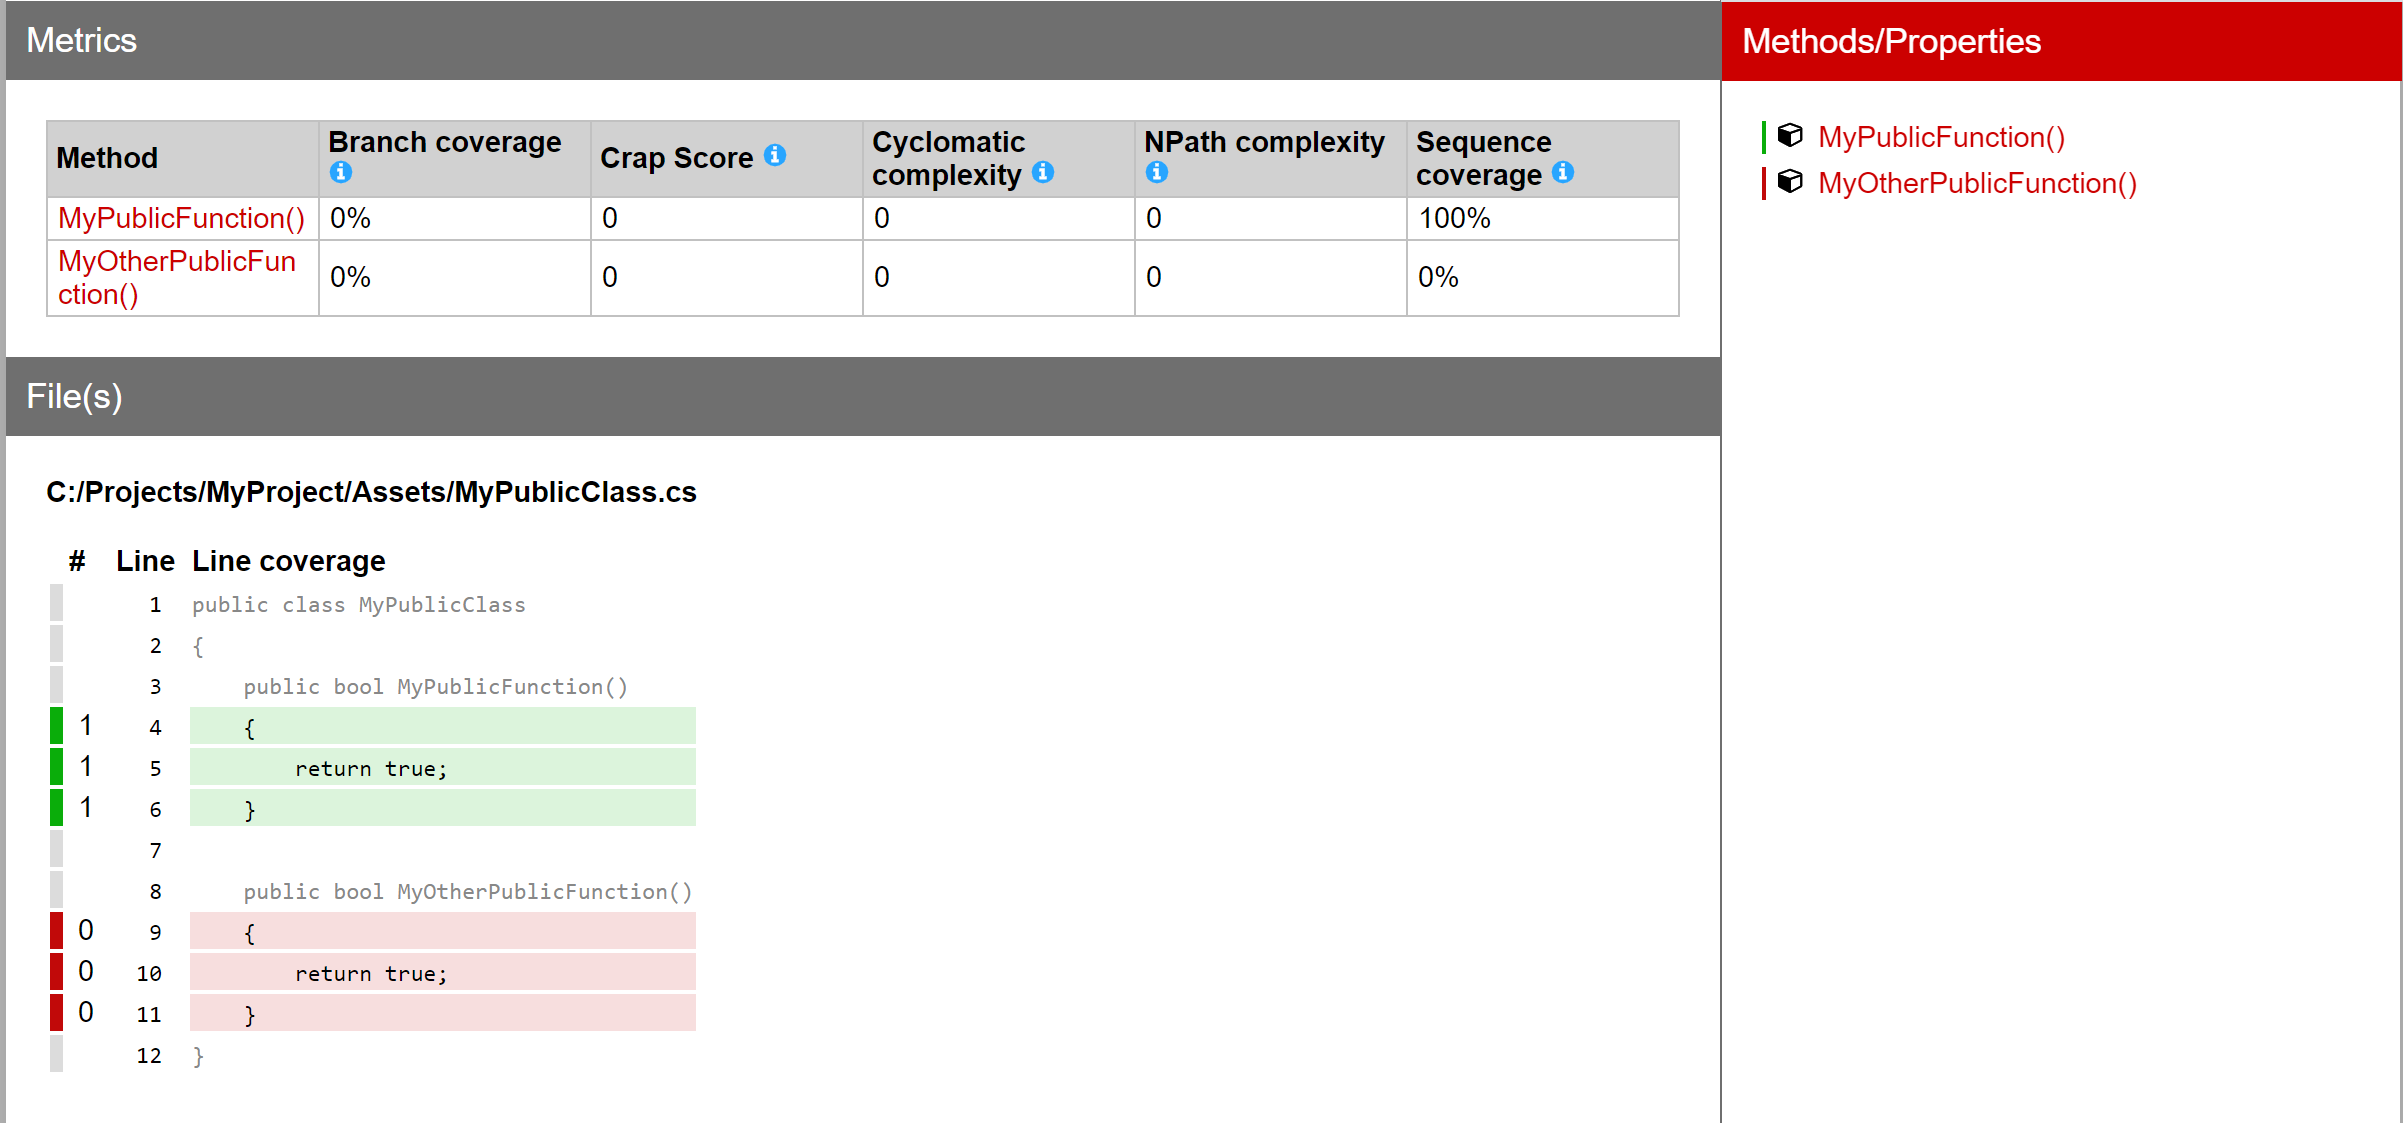 Metrics
Method
Branch coverage
Crap Score
Cyclomatic
complexity
NPath complexity
Sequence
coverage
MyPublicFunction() 0% 0 0 0 100%
MyOtherPublicFun
ction()
0% 0 0 0 0%
File(s)
C:/Projects/MyProject/Assets/MyPublicClass.cs
# Line Line coverage
1 public class MyPublicClass
2 {
3     public bool MyPublicFunction()
1 4     {
1 5         return true;
1 6     }
7
8     public bool MyOtherPublicFunction()
0 9     {
0 10         return true;
0 11     }
12 }
Methods/Properties
MyPublicFunction()
MyOtherPublicFunction()